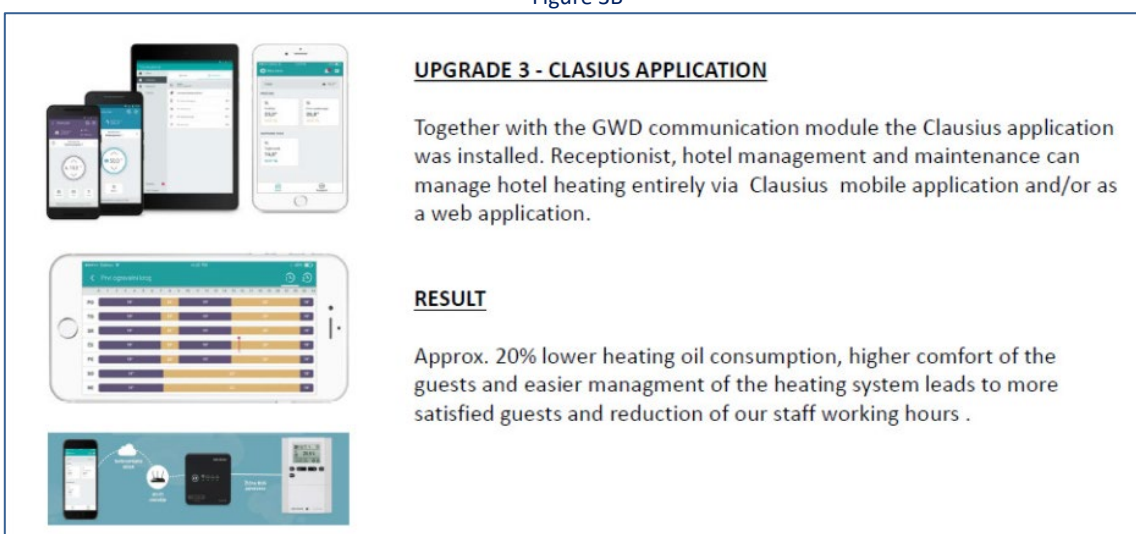 Figure 3B
UPGRADE 3 - CLASIUS APPLICATION
Together with the GWD communication module the Clausius application
was installed. Receptionist, hotel management and maintenance can
manage hotel heating entirely via Clausius mobile application and/or as
a web application.
RESULT
Approx. 20% lower heating oil consumption, higher comfort of the
guests and easier managment of the heating system leads to more
satisfied guests and reduction of our staff working hours .